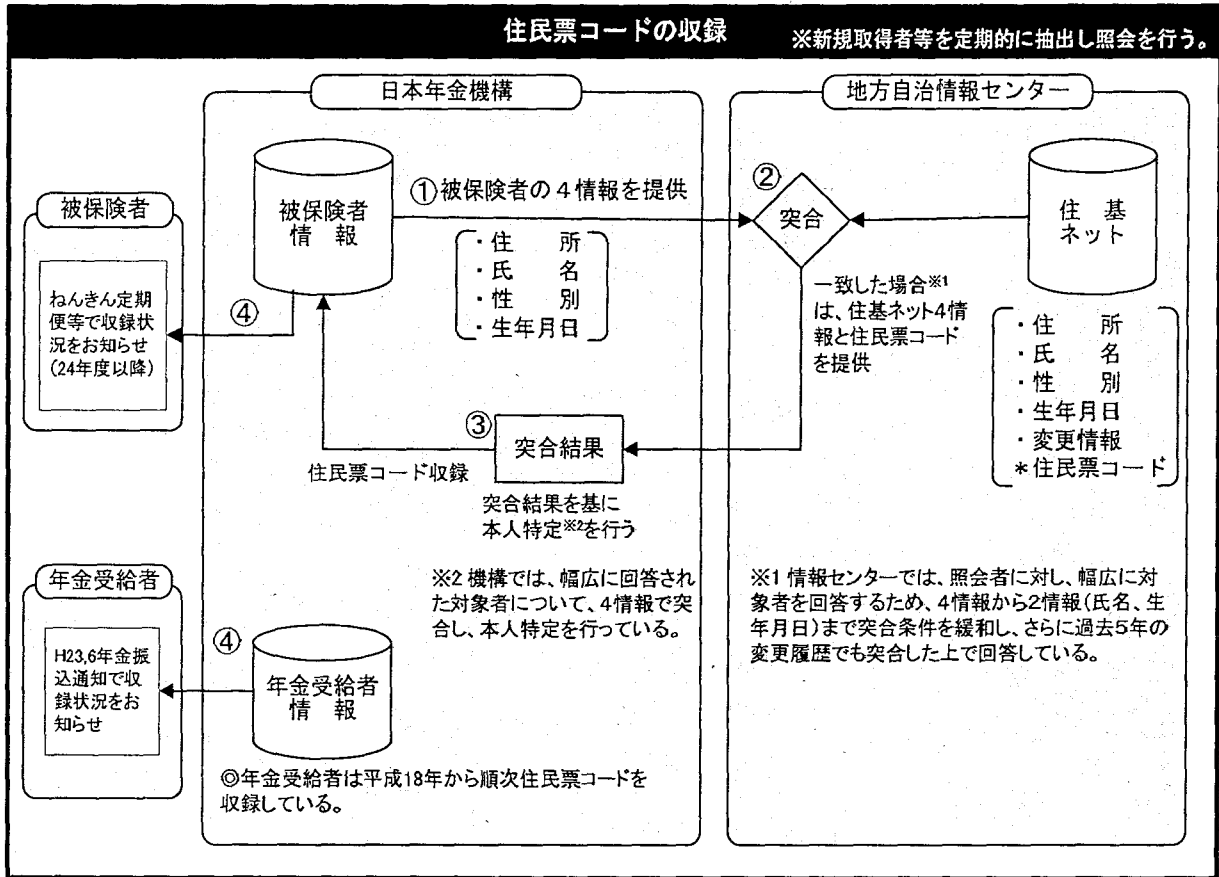 住民票コードの収録
※新規取得者等を定期的に抽出し照会を行う。
日本年金機構
地方自治情報センター
被保険者
ねんきん定期
便等で収録状
況をお知らせ
(24年度以降)
④
被保険者
情　報
①被保険者の4情報を提供
・住　　所
・氏　　名
・性　　別
・生年月日
②
突合
住　基
ネット
一致した場合※1
は、住基ネット4情
報と住民票コード
を提供
・住　　所
・氏　　名
・性　　別
・生年月日
・変更情報
＊住民票コード
③
突合結果
住民票コード収録
突合結果を基に
本人特定※2を行う
※2 機構では、幅広に回答され
た対象者について、4情報で突
合し、本人特定を行っている。
※1 情報センターでは、照会者に対し、幅広に対
象者を回答するため、4情報から2情報(氏名、生
年月日)まで突合条件を緩和し、さらに過去5年の
変更履歴でも突合した上で回答している。
年金受給者
H23,6年金振
込通知で収
録状況をお
知らせ
④
年金受給者
情　報
◎年金受給者は平成18年から順次住民票コードを
収録している。